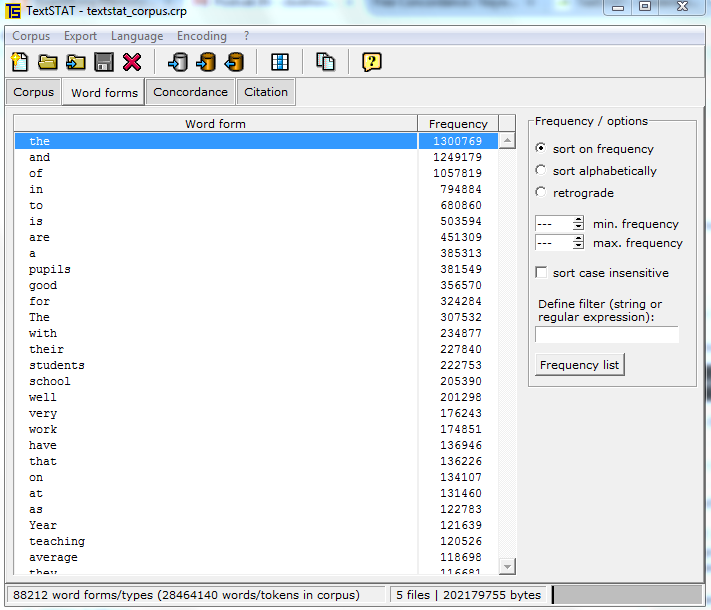 TextSTAT - textstat_corpus.crp
Corpus Export Language Encoding ?
Corpus Word forms Concordance Citation
Word form Frequency
the 1300769
and 1249179
of 1057819
in 794884
to 680860
is 503594
are 451309
a 385313
pupils 381549
good 356570
for 324284
The 307532
with 234877
their 227840
students 222753
school 205390
well 201298
very 176243
work 174851
have 136946
that 136226
on 134107
at 131460
as 122783
Year 121639
teaching 120526
average 118698
they 116681
Frequency / options
sort on frequency
sort alphabetically
retrograde
--- min. frequency
--- max. frequency
sort case insensitive
Define filter (string or
regular expression):
Frequency list
88212 word forms/types (28464140 words/tokens in corpus) 5 files | 202179755 bytes